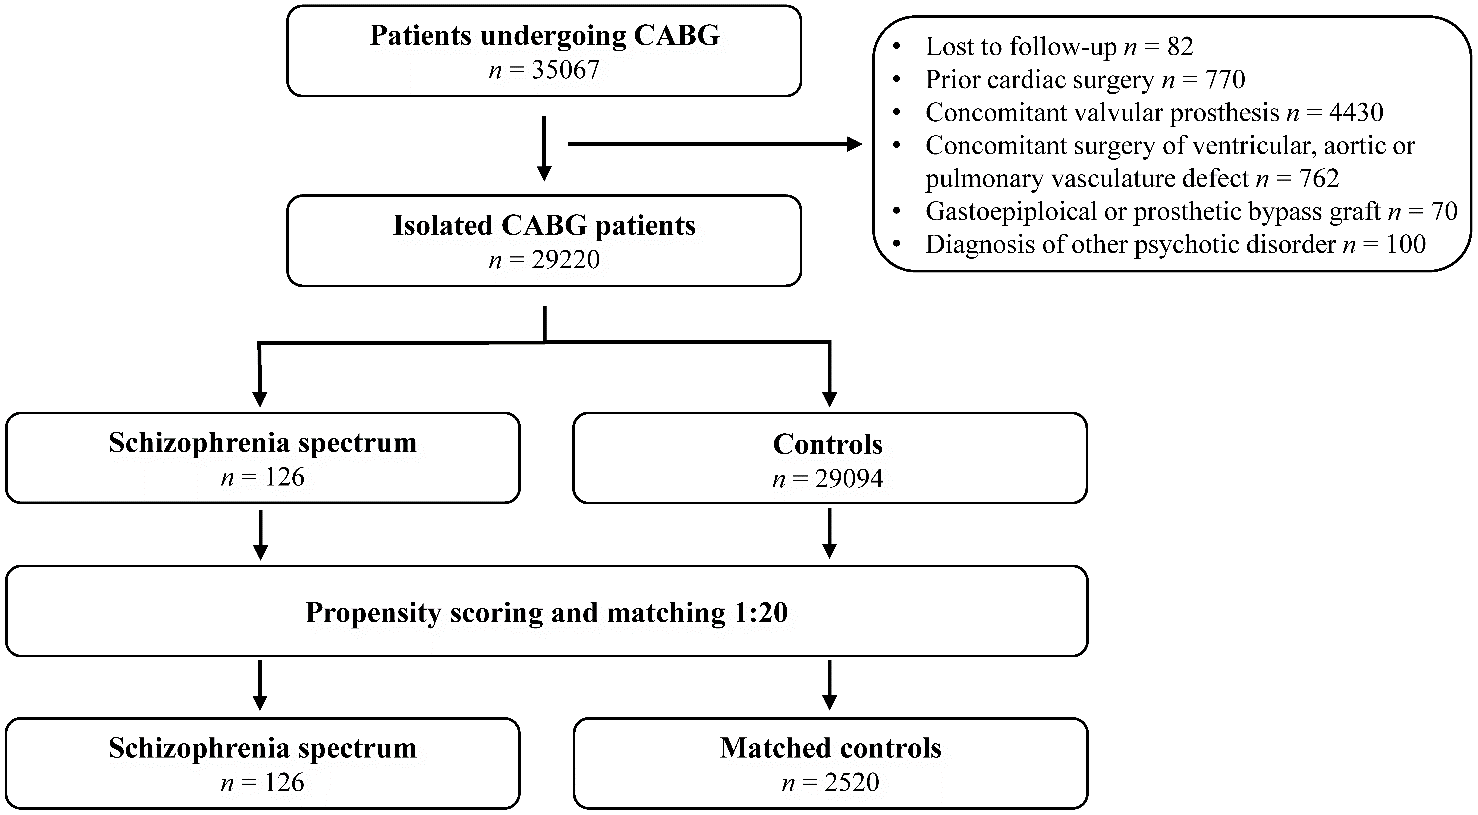 Patients undergoing CABG
n = 35067
• Lost to follow-up n = 82
• Prior cardiac surgery n = 770
• Concomitant valvular prosthesis n = 4430
• Concomitant surgery of ventricular, aortic or
pulmonary vasculature defect n = 762
• Gastoepiploical or prosthetic bypass graft n = 70
• Diagnosis of other psychotic disorder n = 100
Isolated CABG patients
n = 29220
Schizophrenia spectrum
n = 126
Controls
n = 29094
Propensity scoring and matching 1:20
Schizophrenia spectrum
n = 126
Matched controls
n = 2520